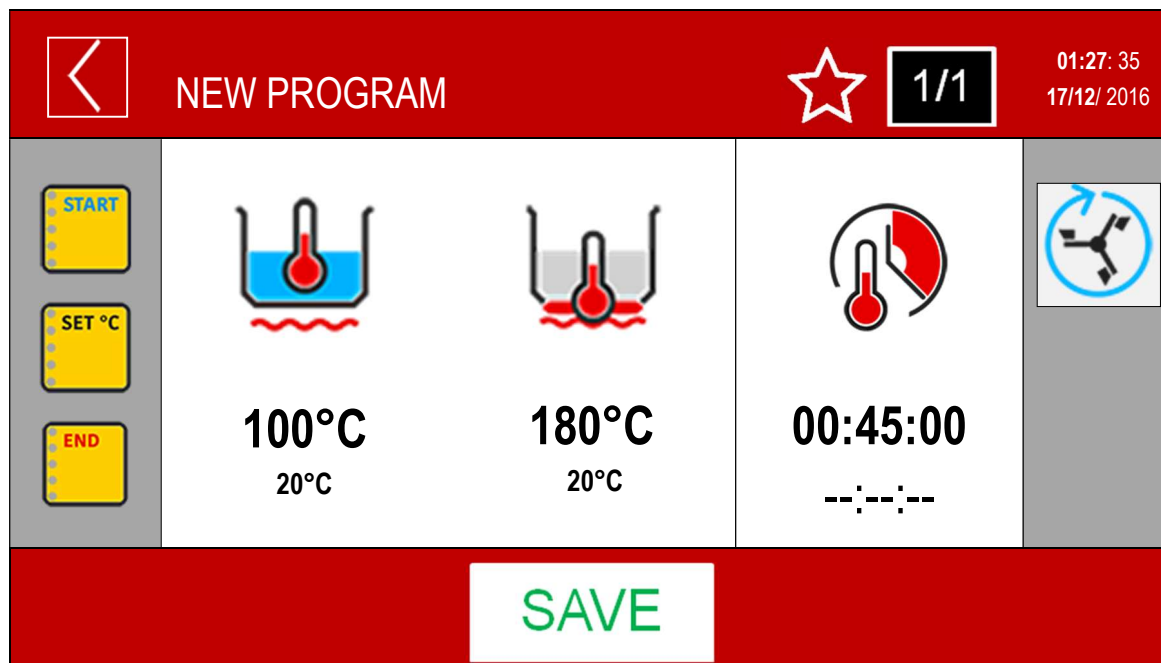 NEW PROGRAM
1/1
01:27: 35
17/12/ 2016
START
SET °C
END
100°C
20°C
180°C
20°C
00:45:00
--:--:--
SAVE